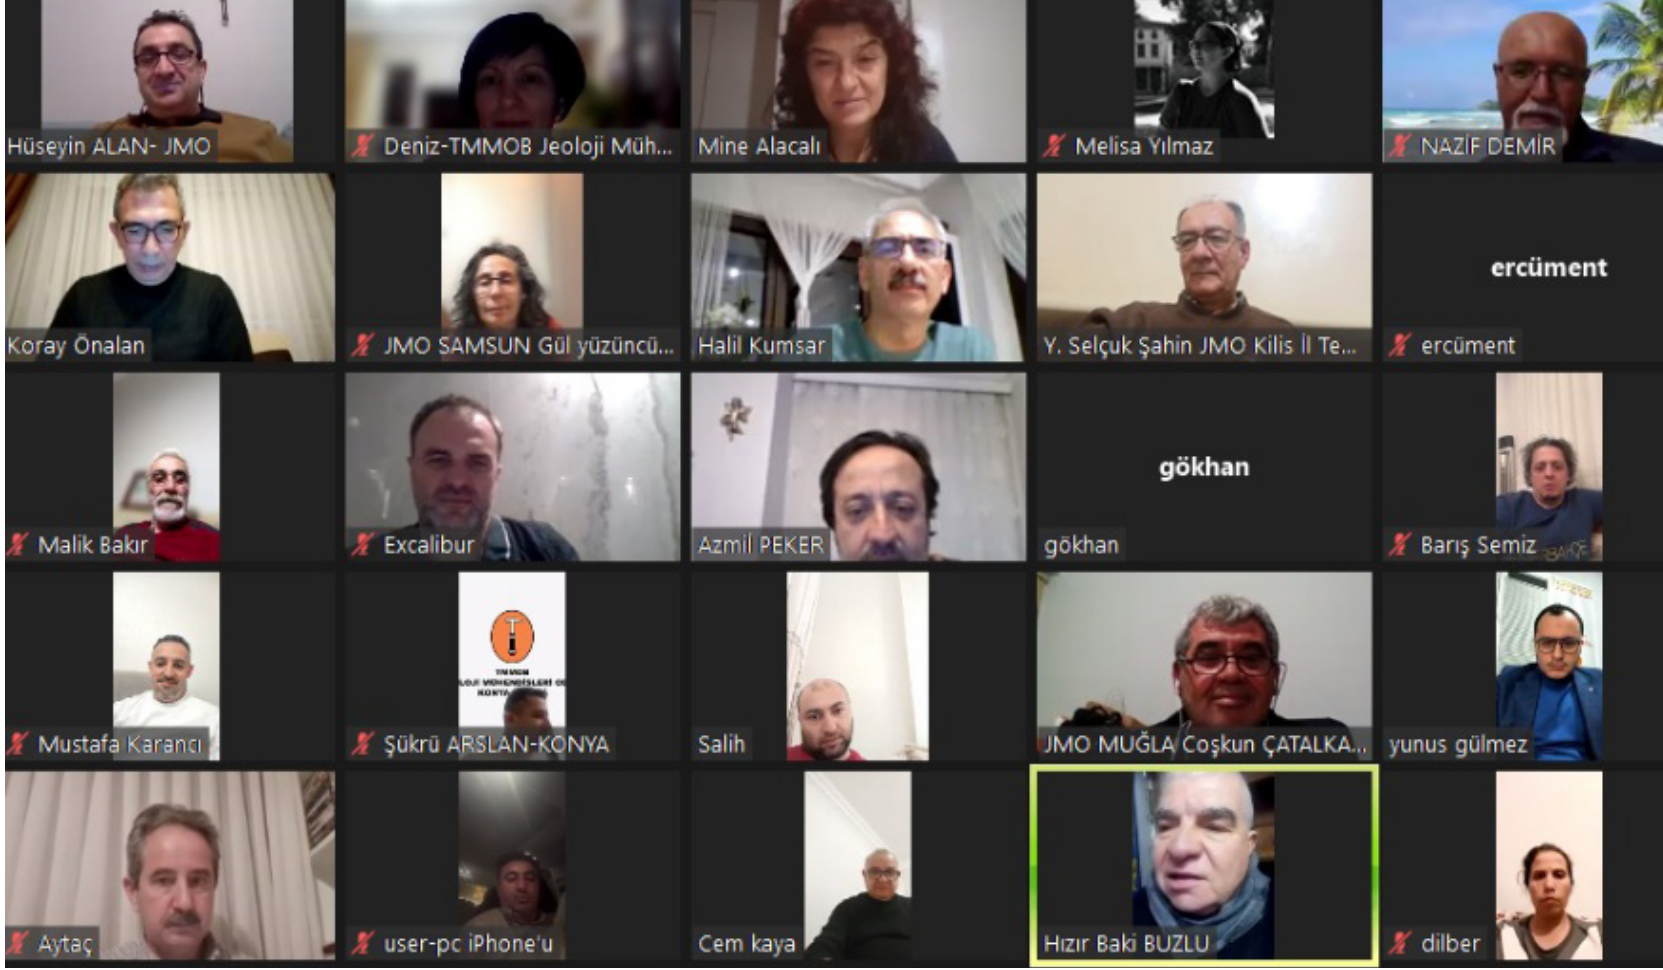 Hüseyin ALAN- JMO
Deniz-TMMOB Jeoloji Müh...
Mine Alacalı
Melisa Yılmaz
NAZİF DEMİR
Koray Önalan
JMO SAMSUN Gül yüzüncü...
Halil Kumsar
Y. Selçuk Şahin JMO Kilis İl Te...
ercüment
ercüment
Malik Bakır
Excalibur
Azmil PEKER
gökhan
gökhan
Barış Semiz
Mustafa Karancı
TMMOB
KONYA
Şükrü ARSLAN-KONYA
Salih
JMO MUĞLA Coşkun ÇATALKA...
yunus gülmez
Aytaç
user-pc iPhone'u
Cem kaya
Hızır Baki BUZLU
dilber